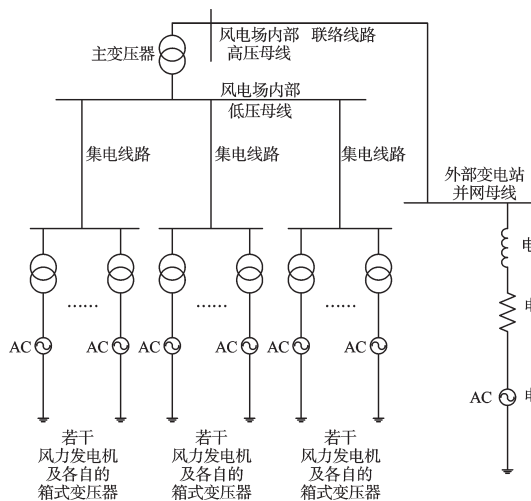 风电场内部 联络线路
高压母线
主变压器
风电场内部
低压母线
集电线路 集电线路 集电线路
外部变电站
并网母线
电
电
…… …… ……
AC AC AC AC AC AC
AC 电
若干 若干 若干
风力发电机 风力发电机 风力发电机
及各自的 及各自的 及各自的
箱式变压器 箱式变压器 箱式变压器